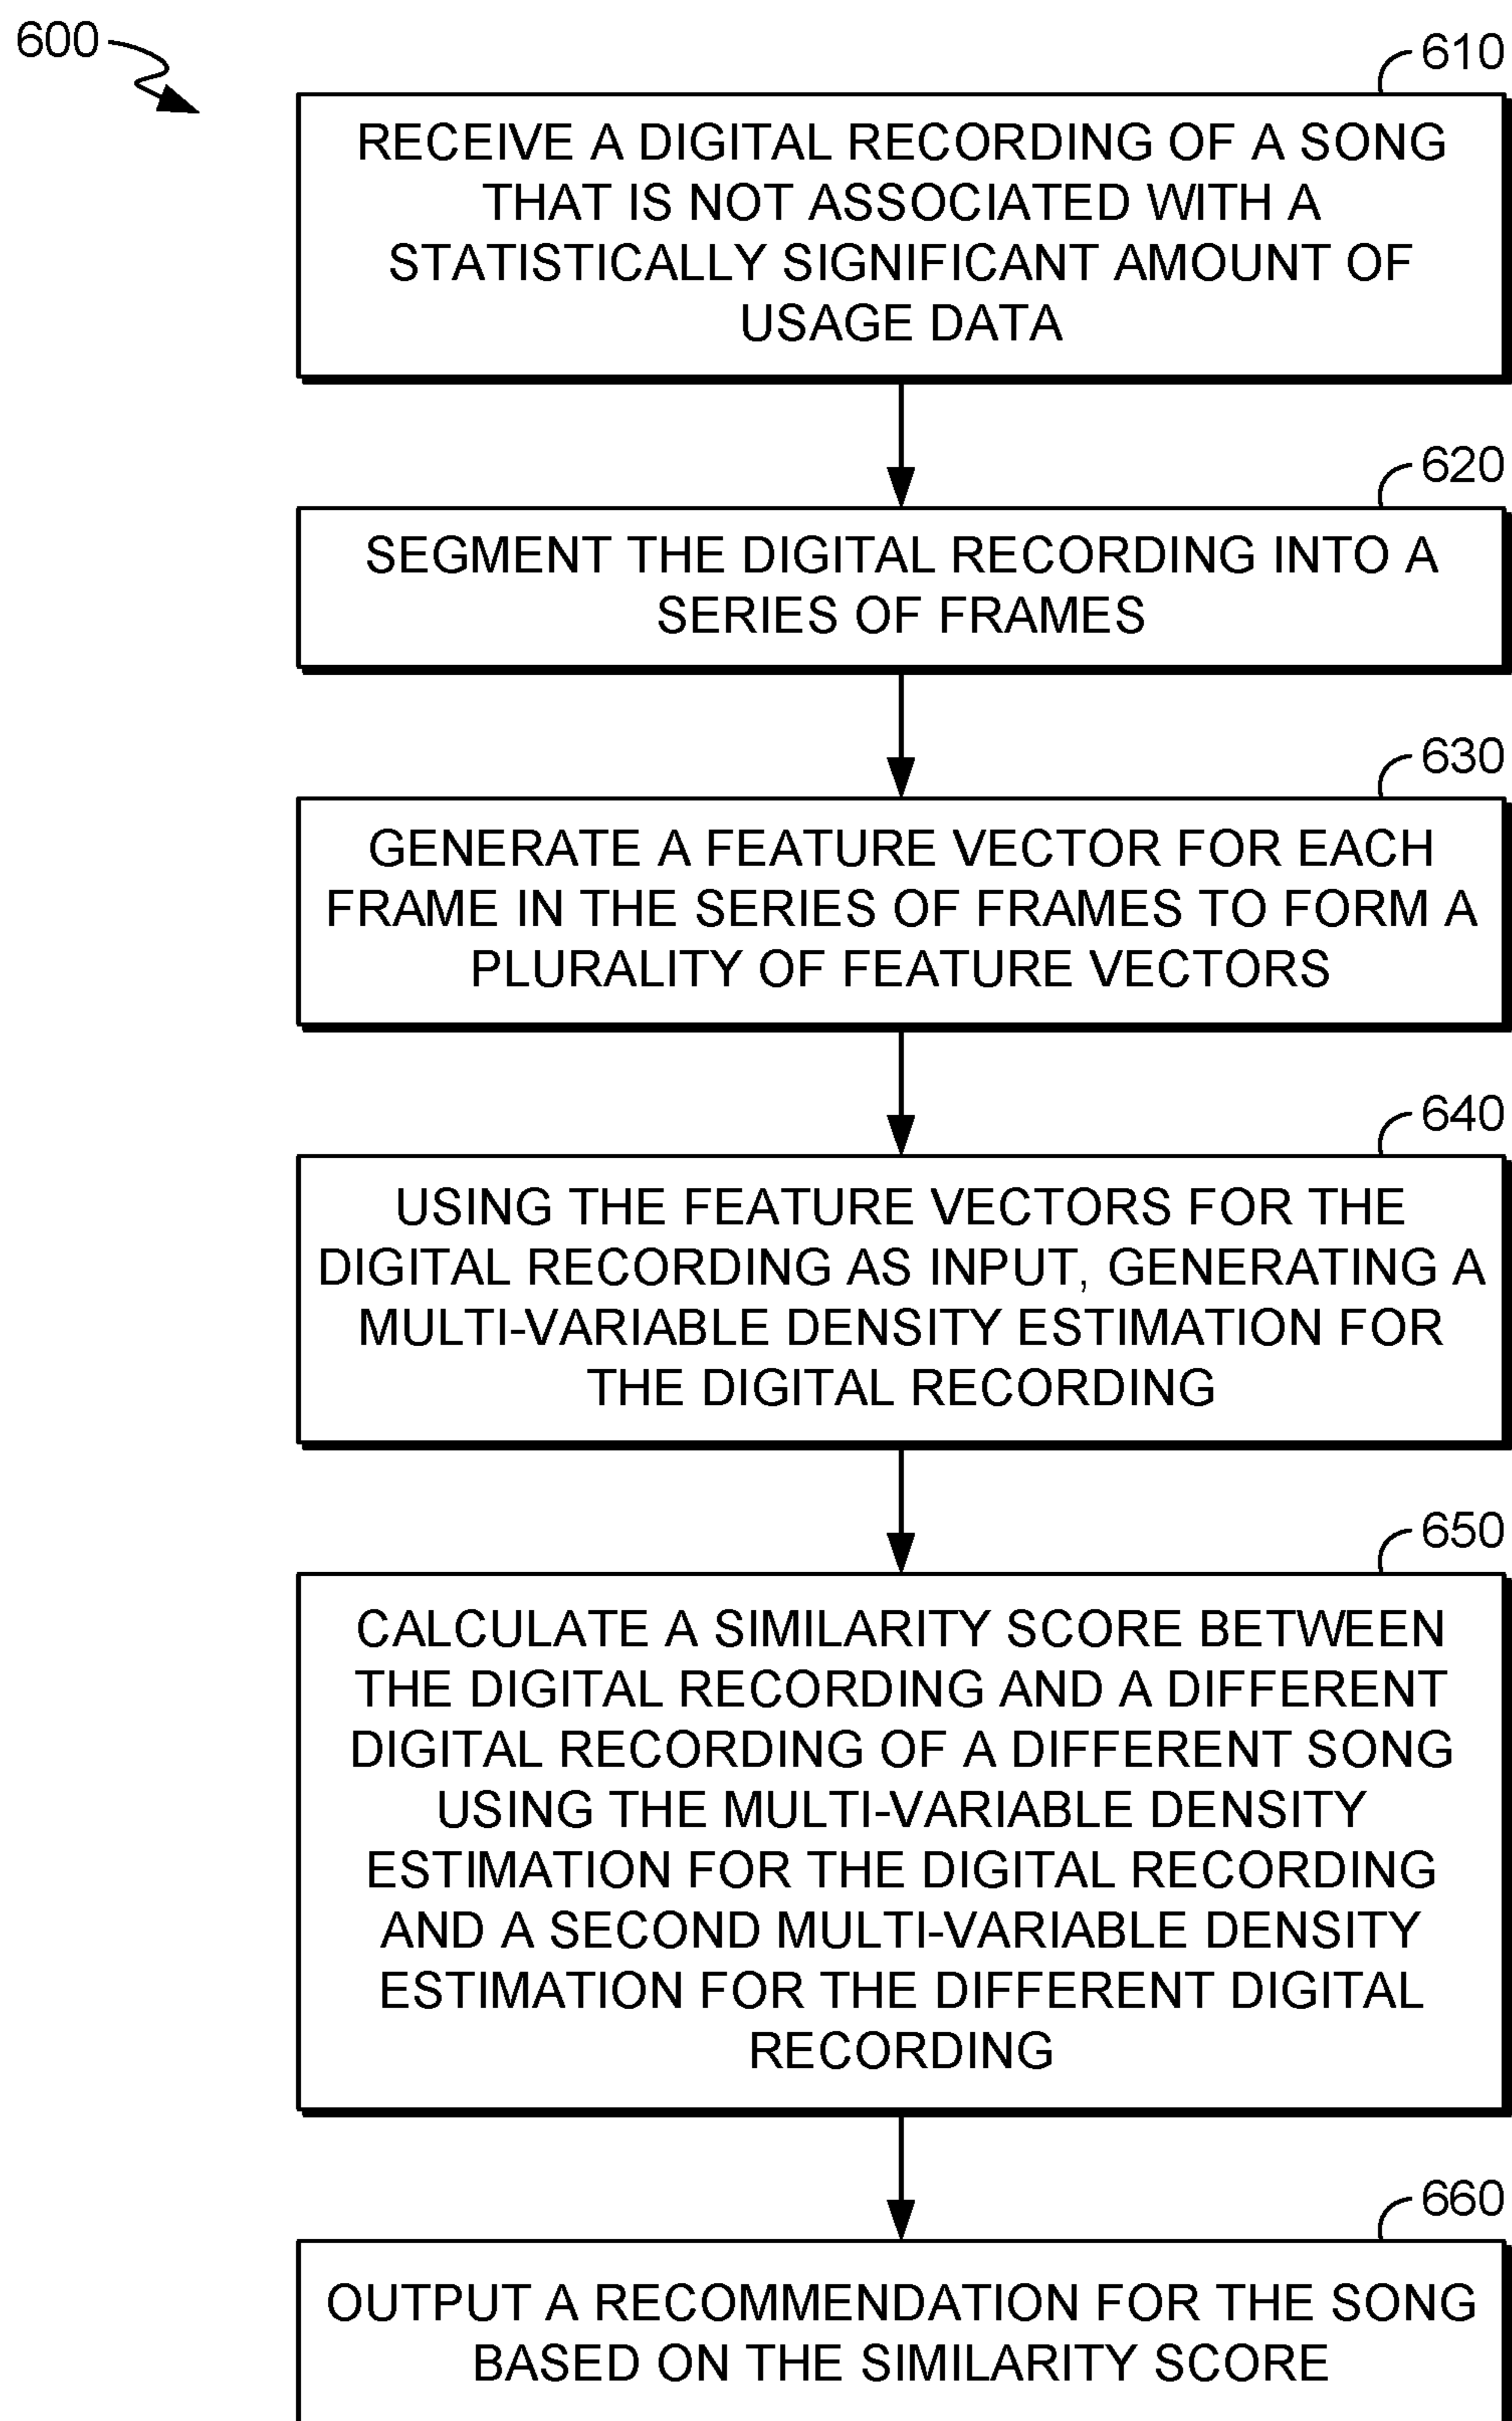 600
610
RECEIVE A DIGITAL RECORDING OF A SONG
THAT IS NOT ASSOCIATED WITH A
STATISTICALLY SIGNIFICANT AMOUNT OF
USAGE DATA
620
SEGMENT THE DIGITAL RECORDING INTO A
SERIES OF FRAMES
630
GENERATE A FEATURE VECTOR FOR EACH
FRAME IN THE SERIES OF FRAMES TO FORM A
PLURALITY OF FEATURE VECTORS
640
USING THE FEATURE VECTORS FOR THE
DIGITAL RECORDING AS INPUT, GENERATING A
MULTI-VARIABLE DENSITY ESTIMATION FOR
THE DIGITAL RECORDING
650
CALCULATE A SIMILARITY SCORE BETWEEN
THE DIGITAL RECORDING AND A DIFFERENT
DIGITAL RECORDING OF A DIFFERENT SONG
USING THE MULTI-VARIABLE DENSITY
ESTIMATION FOR THE DIGITAL RECORDING
AND A SECOND MULTI-VARIABLE DENSITY
ESTIMATION FOR THE DIFFERENT DIGITAL
RECORDING
660
OUTPUT A RECOMMENDATION FOR THE SONG
BASED ON THE SIMILARITY SCORE